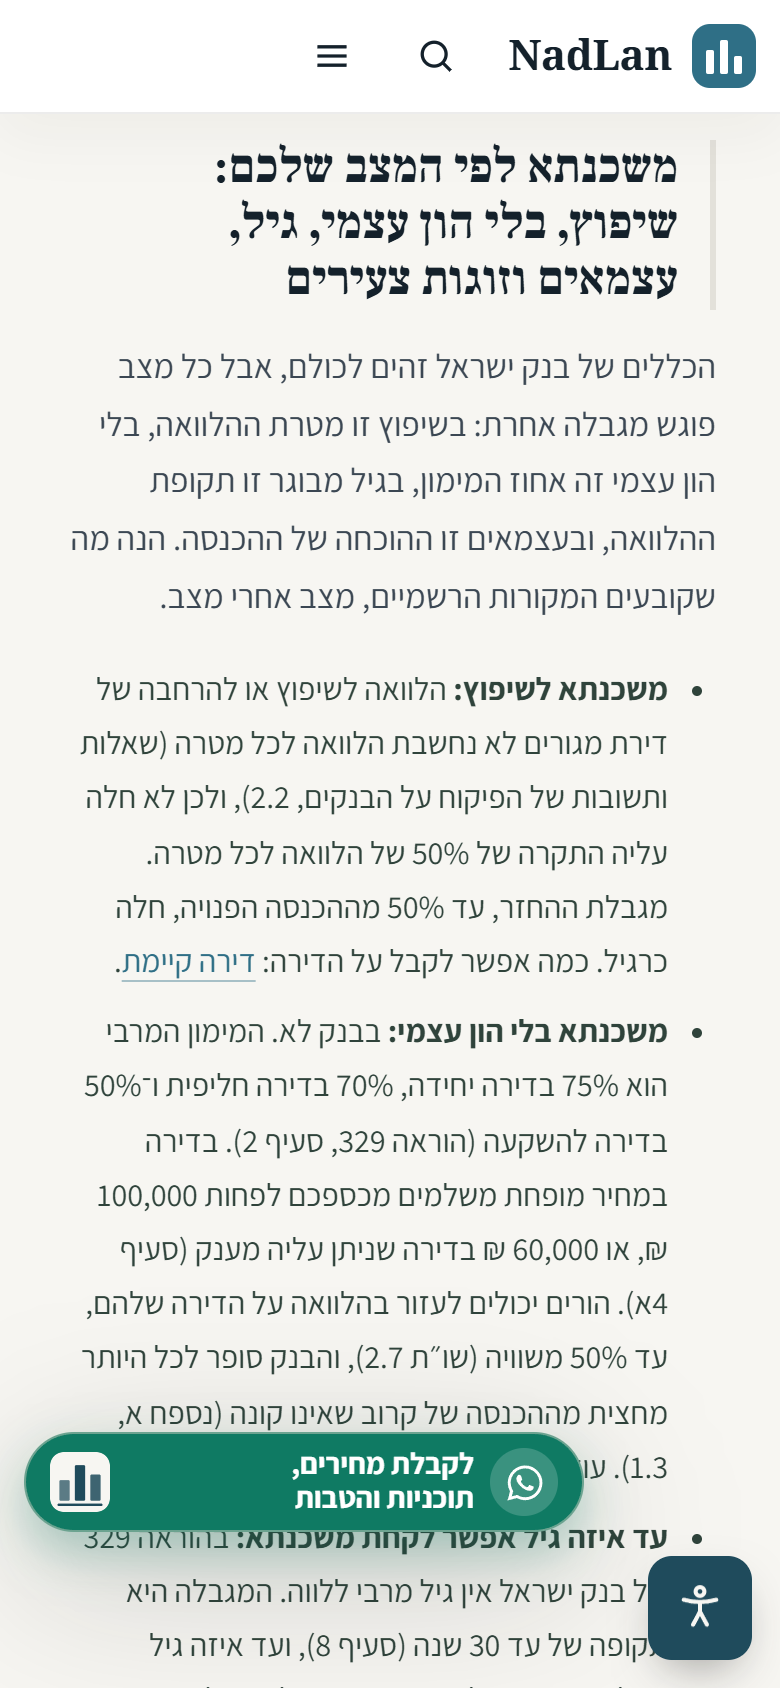 NadLan
משכנתא לפי המצב שלכם:
שיפוץ, בלי הון עצמי, גיל,
עצמאים וזוגות צעירים
הכללים של בנק ישראל זהים לכולם, אבל כל מצב
פוגש מגבלה אחרת: בשיפוץ זו מטרת ההלוואה, בלי
הון עצמי זה אחוז המימון, בגיל מבוגר זו תקופת
ההלוואה, ובעצמאים זו ההוכחה של ההכנסה. הנה מה
שקובעים המקורות הרשמיים, מצב אחרי מצב.
• משכנתא לשיפוץ: הלוואה לשיפוץ או להרחבה של
דירת מגורים לא נחשבת הלוואה לכל מטרה (שאלות
ותשובות של הפיקוח על הבנקים, 2.2), ולכן לא חלה
עליה התקרה של 50% של הלוואה לכל מטרה.
מגבלת ההחזר, עד 50% מההכנסה הפנויה, חלה
כרגיל. כמה אפשר לקבל על הדירה: דירה קיימת.
• משכנתא בלי הון עצמי: בבנק לא. המימון המרבי
הוא 75% בדירה יחידה, 70% בדירה חליפית ו־50%
בדירה להשקעה (הוראה 329, סעיף 2). בדירה
במחיר מופחת משלמים מכספכם לפחות 100,000
₪, או 60,000 ₪ בדירה שניתן עליה מענק (סעיף
4א). הורים יכולים לעזור בהלוואה על הדירה שלהם,
עד 50% משוויה (שו״ת 2.7), והבנק סופר לכל היותר
מחצית מההכנסה של קרוב שאינו קונה (נספח א,
1.3).
לקבלת מחירים,
תוכניות והטבות
• עד איזה גיל אפשר לקחת משכנתא: בהוראה 329
בנק ישראל אין גיל מרבי ללווה. המגבלה היא
של עד 30 שנה (סעיף 8), ועד איזה גיל